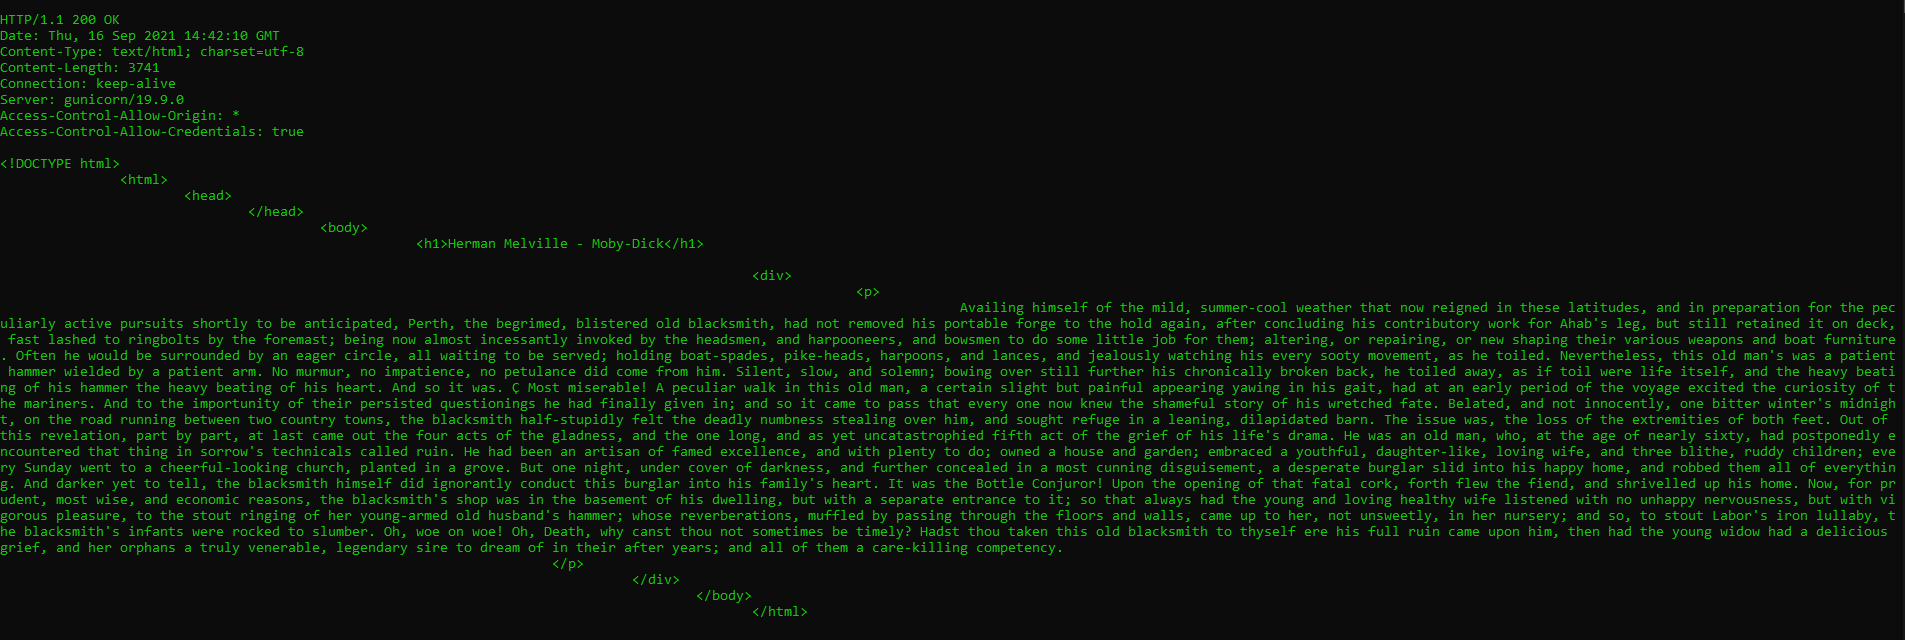 HTTP/1.1 200 OK
Date: Thu, 16 Sep 2021 14:42:10 GMT
Content-Type: text/html; charset=utf-8
Content-Length: 3741
Connection: keep-alive
Server: gunicorn/19.9.0
Access-Control-Allow-Origin: *
Access-Control-Allow-Credentials: true
<!DOCTYPE html>
<html>
<head>
</head>
<body>
<h1>Herman Melville - Moby-Dick</h1>
<div>
<p>
Availing himself of the mild, summer-cool weather that now reigned in these latitudes, and in preparation for the pec
uliarly active pursuits shortly to be anticipated, Perth, the begrimed, blistered old blacksmith, had not removed his portable forge to the hold again, after concluding his contributory work for Ahab's leg, but still retained it on deck,
fast lashed to ringbolts by the foremast; being now almost incessantly invoked by the headsmen, and harpooneers, and bowsmen to do some little job for them; altering, or repairing, or new shaping their various weapons and boat furniture
. Often he would be surrounded by an eager circle, all waiting to be served; holding boat-spades, pike-heads, harpoons, and lances, and jealously watching his every sooty movement, as he toiled. Nevertheless, this old man's was a patient
hammer wielded by a patient arm. No murmur, no impatience, no petulance did come from him. Silent, slow, and solemn; bowing over still further his chronically broken back, he toiled away, as if toil were life itself, and the heavy beati
ng of his hammer the heavy beating of his heart. And so it was. Ç Most miserable! A peculiar walk in this old man, a certain slight but painful appearing yawing in his gait, had at an early period of the voyage excited the curiosity of t
he mariners. And to the importunity of their persisted questionings he had finally given in; and so it came to pass that every one now knew the shameful story of his wretched fate. Belated, and not innocently, one bitter winter's midnigh
t, on the road running between two country towns, the blacksmith half-stupidly felt the deadly numbness stealing over him, and sought refuge in a leaning, dilapidated barn. The issue was, the loss of the extremities of both feet. Out of
this revelation, part by part, at last came out the four acts of the gladness, and the one long, and as yet uncatastrophied fifth act of the grief of his life's drama. He was an old man, who, at the age of nearly sixty, had postponedly e
ncountered that thing in sorrow's technicals called ruin. He had been an artisan of famed excellence, and with plenty to do; owned a house and garden; embraced a youthful, daughter-like, loving wife, and three blithe, ruddy children; eve
ry Sunday went to a cheerful-looking church, planted in a grove. But one night, under cover of darkness, and further concealed in a most cunning disguisement, a desperate burglar slid into his happy home, and robbed them all of everythin
g. And darker yet to tell, the blacksmith himself did ignorantly conduct this burglar into his family's heart. It was the Bottle Conjuror! Upon the opening of that fatal cork, forth flew the fiend, and shrivelled up his home. Now, for pr
udent, most wise, and economic reasons, the blacksmith's shop was in the basement of his dwelling, but with a separate entrance to it; so that always had the young and loving healthy wife listened with no unhappy nervousness, but with vi
gorous pleasure, to the stout ringing of her young-armed old husband's hammer; whose reverberations, muffled by passing through the floors and walls, came up to her, not unsweetly, in her nursery; and so, to stout Labor's iron lullaby, t
he blacksmith's infants were rocked to slumber. Oh, woe on woe! Oh, Death, why canst thou not sometimes be timely? Hadst thou taken this old blacksmith to thyself ere his full ruin came upon him, then had the young widow had a delicious
grief, and her orphans a truly venerable, legendary sire to dream of in their after years; and all of them a care-killing competency.
</p>
</div>
</body>
</html>